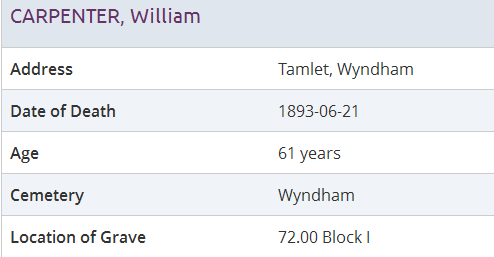 CARPENTER, William
Address Tamlet, Wyndham
Date of Death 1893-06-21
Age 61 years
Cemetery Wyndham
Location of Grave 72.00 Block I